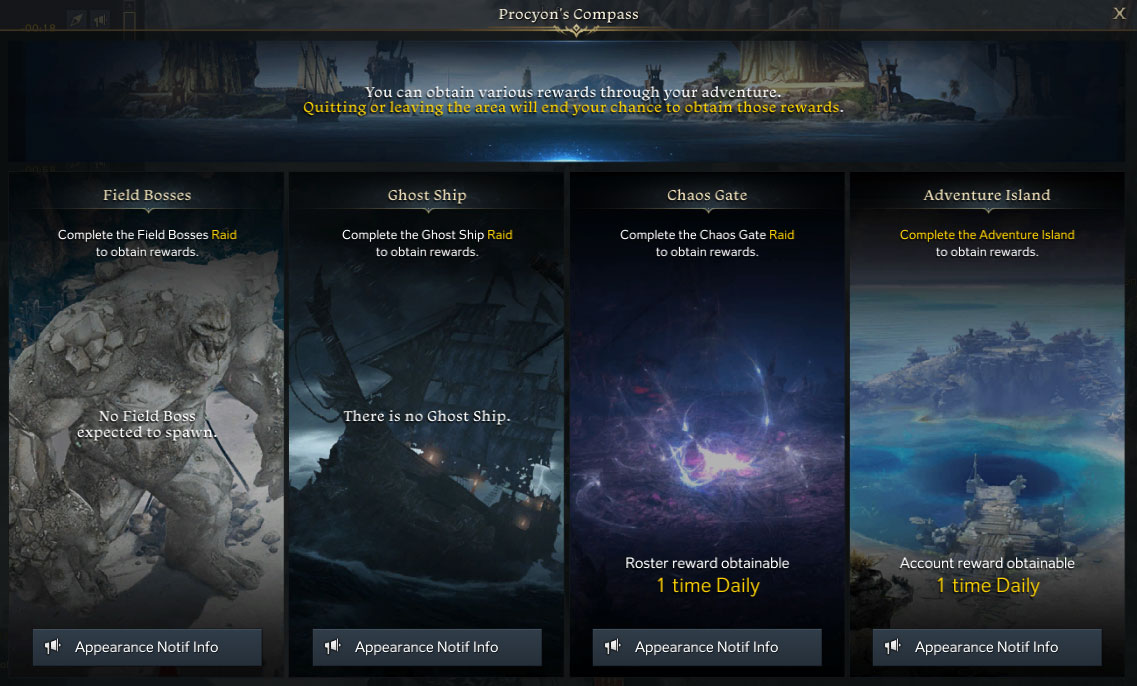 Procyon's Compass
X
-00:18
You can obtain various rewards through your adventure.
Quitting or leaving the area will end your chance to obtain those rewards.
Field Bosses
Complete the Field Bosses Raid
to obtain rewards.
No Field Boss
expected to spawn.
Appearance Notif Info
Ghost Ship
Complete the Ghost Ship Raid
to obtain rewards.
There is no Ghost Ship.
Appearance Notif Info
Chaos Gate
Complete the Chaos Gate Raid
to obtain rewards.
Roster reward obtainable
1 time Daily
Appearance Notif Info
Adventure Island
Complete the Adventure Island
to obtain rewards.
Account reward obtainable
1 time Daily
Appearance Notif Info